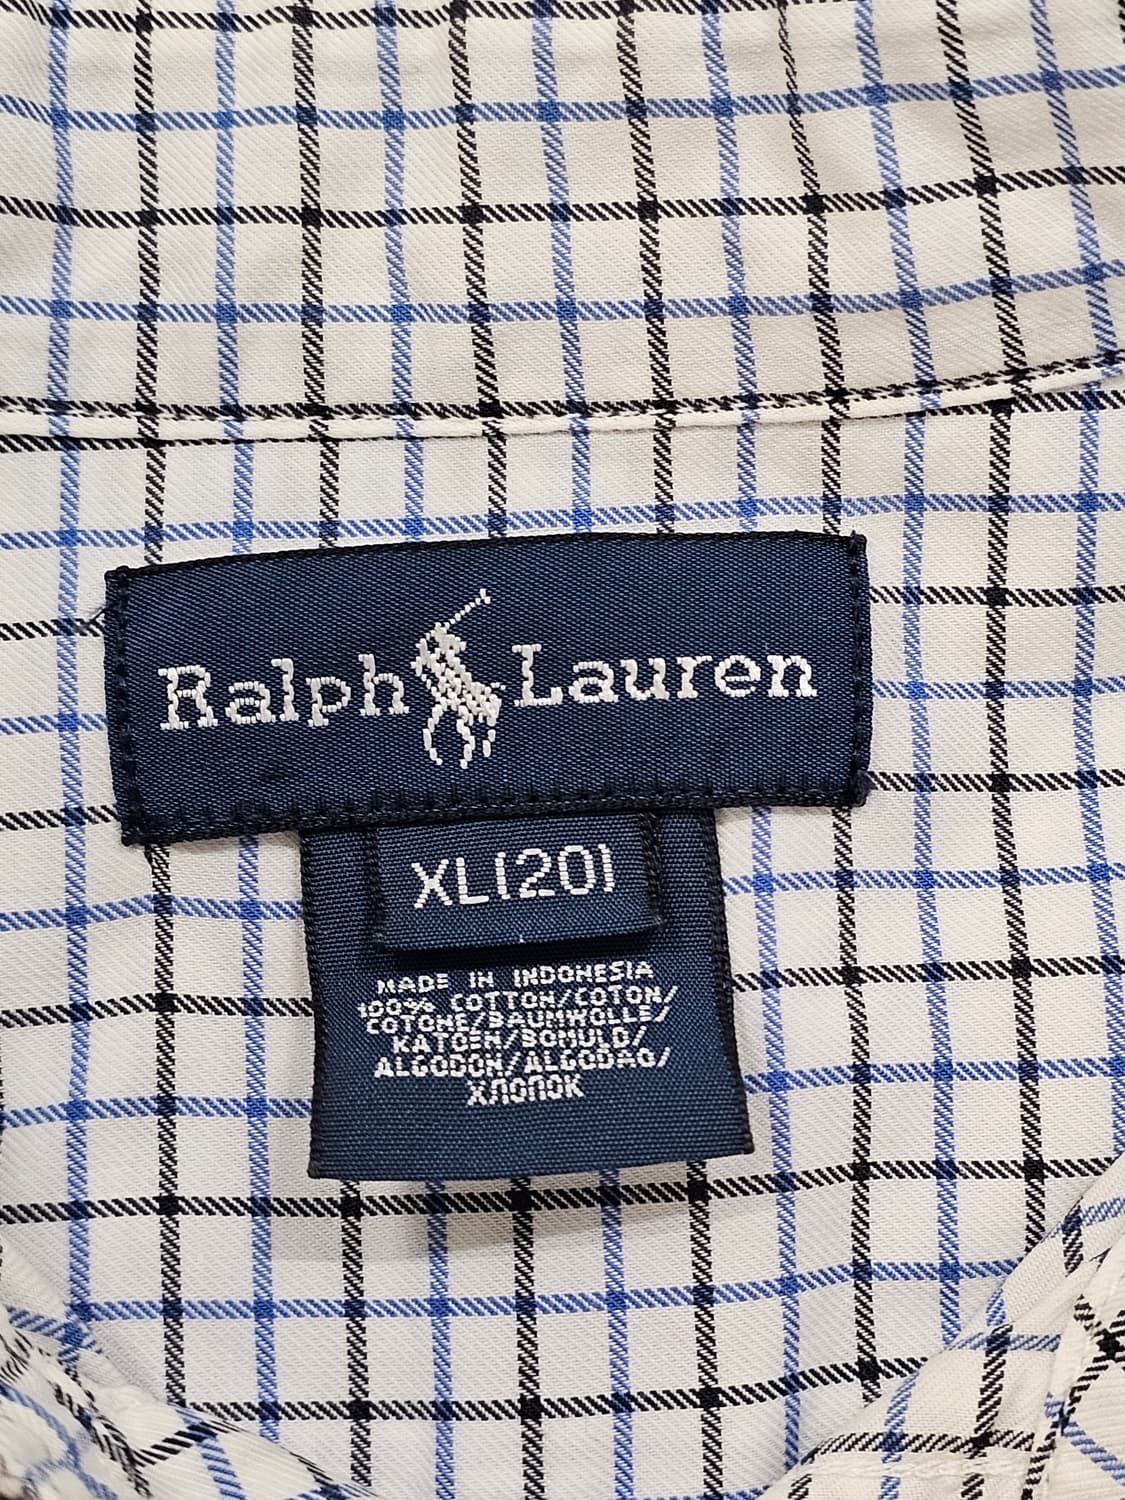 Ralph Lauren
XL(20)
MADE IN INDONESIA
100% COTTON/COTON/
COTONE/BAUMWOLLE/
KATOEN/BOMULD/
ALGODON/ALGODAO/
ХЛОПОК